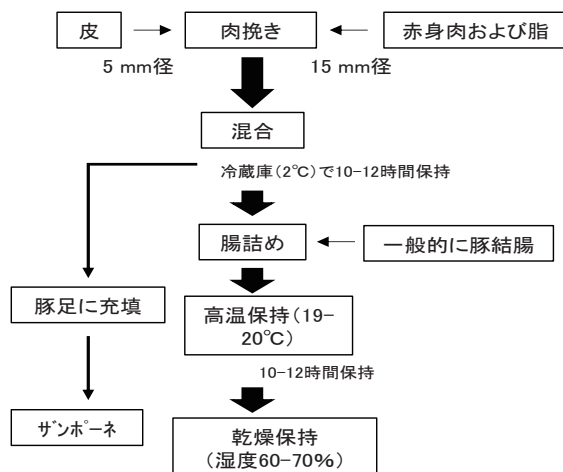 皮
肉挽き
赤身肉および脂
5 mm径
15 mm径
混合
冷蔵庫(2℃)で10-12時間保持
腸詰め
一般的に豚結腸
豚足に充填
高温保持(19-
20℃)
10-12時間保持
ｻﾞﾝﾎﾟｰﾈ
乾燥保持
(湿度60-70%)